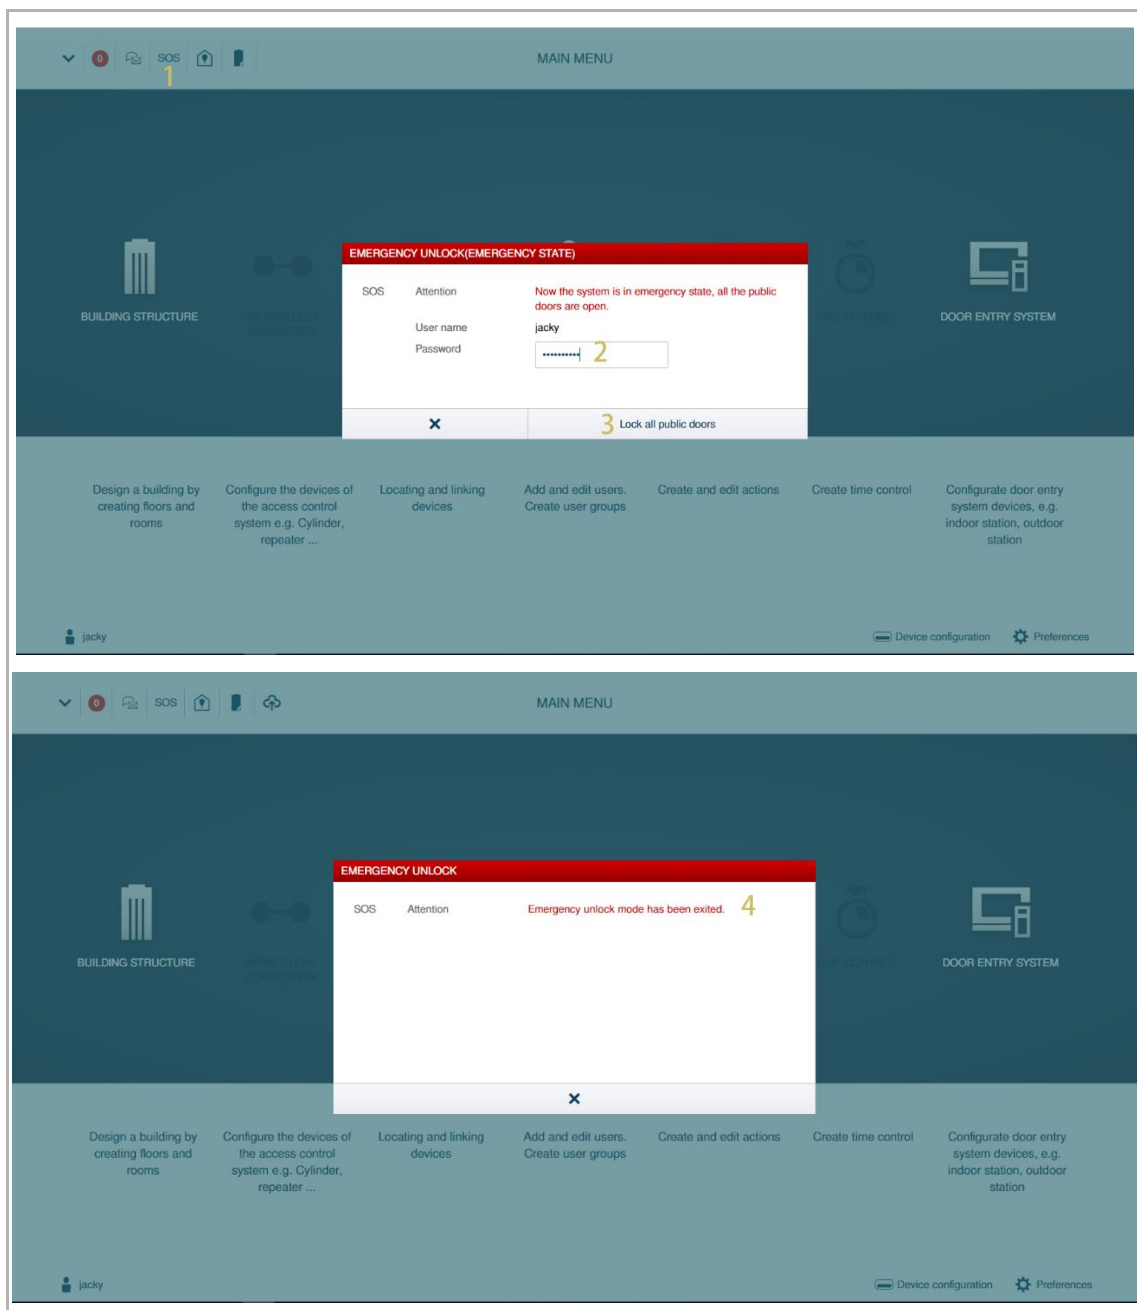 0 SOS MAIN MENU
1
EMERGENCY UNLOCK(EMERGENCY STATE)
SOS Attention Now the system is in emergency state, all the public
doors are open.
User name jacky
Password •••••••••• 2
3 Lock all public doors
BUILDING STRUCTURE TIME CONTROL DOOR ENTRY SYSTEM
Design a building by
creating floors and
rooms
Configure the devices of
the access control
system e.g. Cylinder,
repeater ...
Locating and linking
devices
Add and edit users.
Create user groups
Create and edit actions
Create time control
Configurate door entry
system devices, e.g.
indoor station, outdoor
station
jacky Device configuration Preferences
0 SOS MAIN MENU
EMERGENCY UNLOCK
SOS Attention Emergency unlock mode has been exited. 4
BUILDING STRUCTURE TIME CONTROL DOOR ENTRY SYSTEM
Design a building by
creating floors and
rooms
Configure the devices of
the access control
system e.g. Cylinder,
repeater ...
Locating and linking
devices
Add and edit users.
Create user groups
Create and edit actions
Create time control
Configurate door entry
system devices, e.g.
indoor station, outdoor
station
jacky Device configuration Preferences